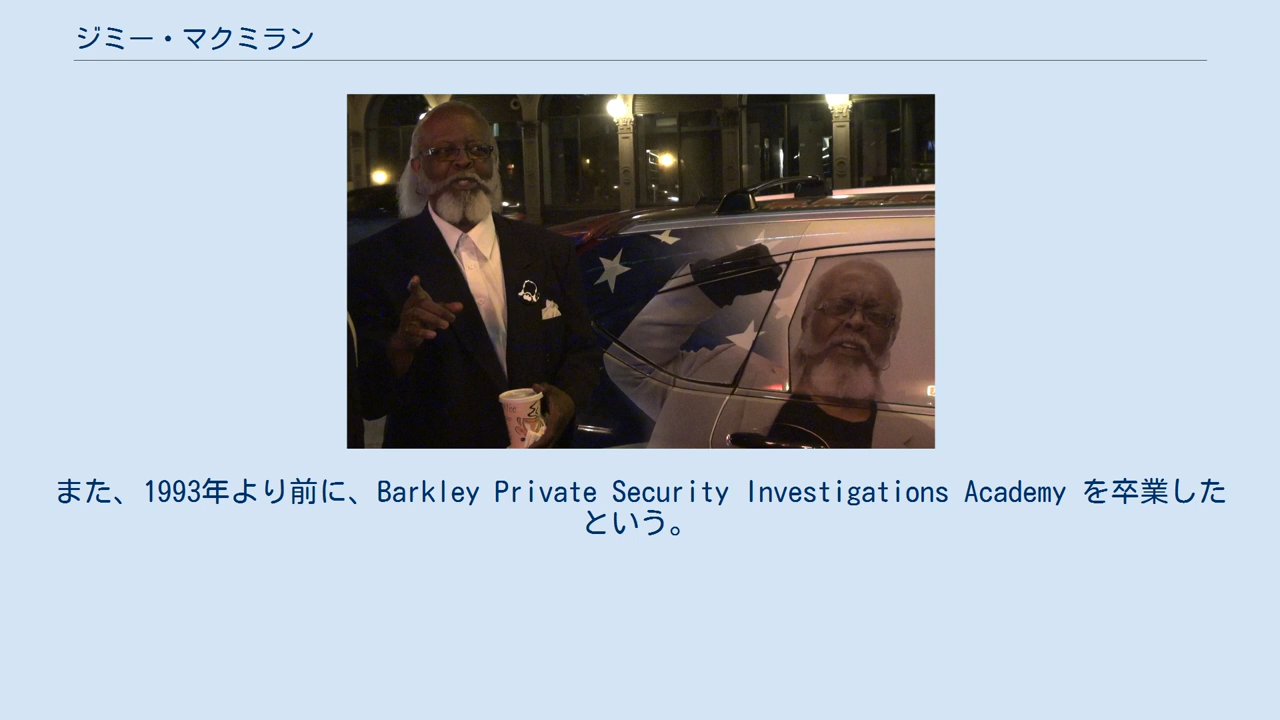 ジミー・マクミラン
また、1993年より前に、Barkley Private Security Investigations Academy を卒業した
という。